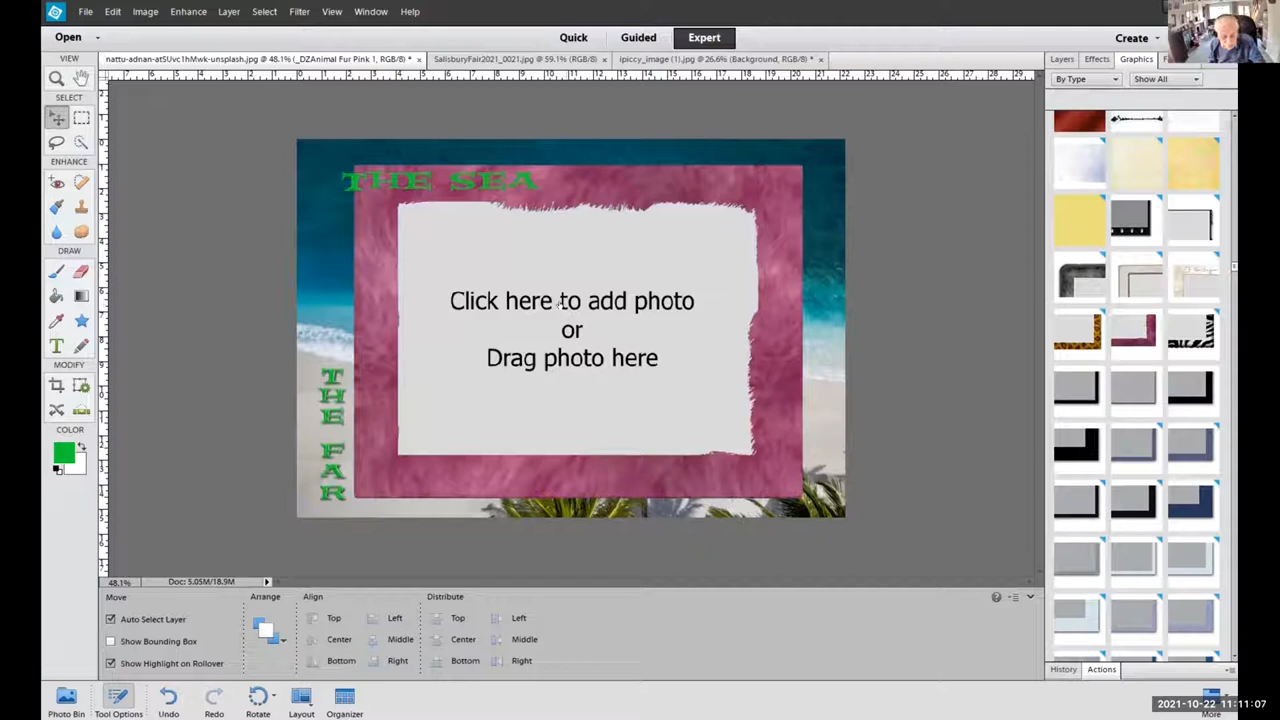 File Edit Image Enhance Layer Select Filter View Window Help
Open Quick Guided Expert Create
nattu-adnan-atSUvc1hMwk-unsplash.jpg @ 48.1% (_DZAnimal Fur Pink 1, RGB/8) * × SalisburyFair2021_0021.jpg @ 59.1% (RGB/8) × ipiccy_image (1).jpg @ 26.6% (Background, RGB/8) * ×
Layers Effects Graphics F
By Type Show All
VIEW
SELECT
ENHANCE
DRAW
MODIFY
COLOR
THE SEA
Click here to add photo
or
Drag photo here
THE FAR
48.1% Doc: 5.05M/18.9M
Move Arrange Align Distribute
Auto Select Layer Top Left Top Left
Show Bounding Box Center Middle Center Middle
Show Highlight on Rollover Bottom Right Bottom Right
History Actions
Photo Bin Tool Options Undo Redo Rotate Layout Organizer More
2021-10-22 11:11:07